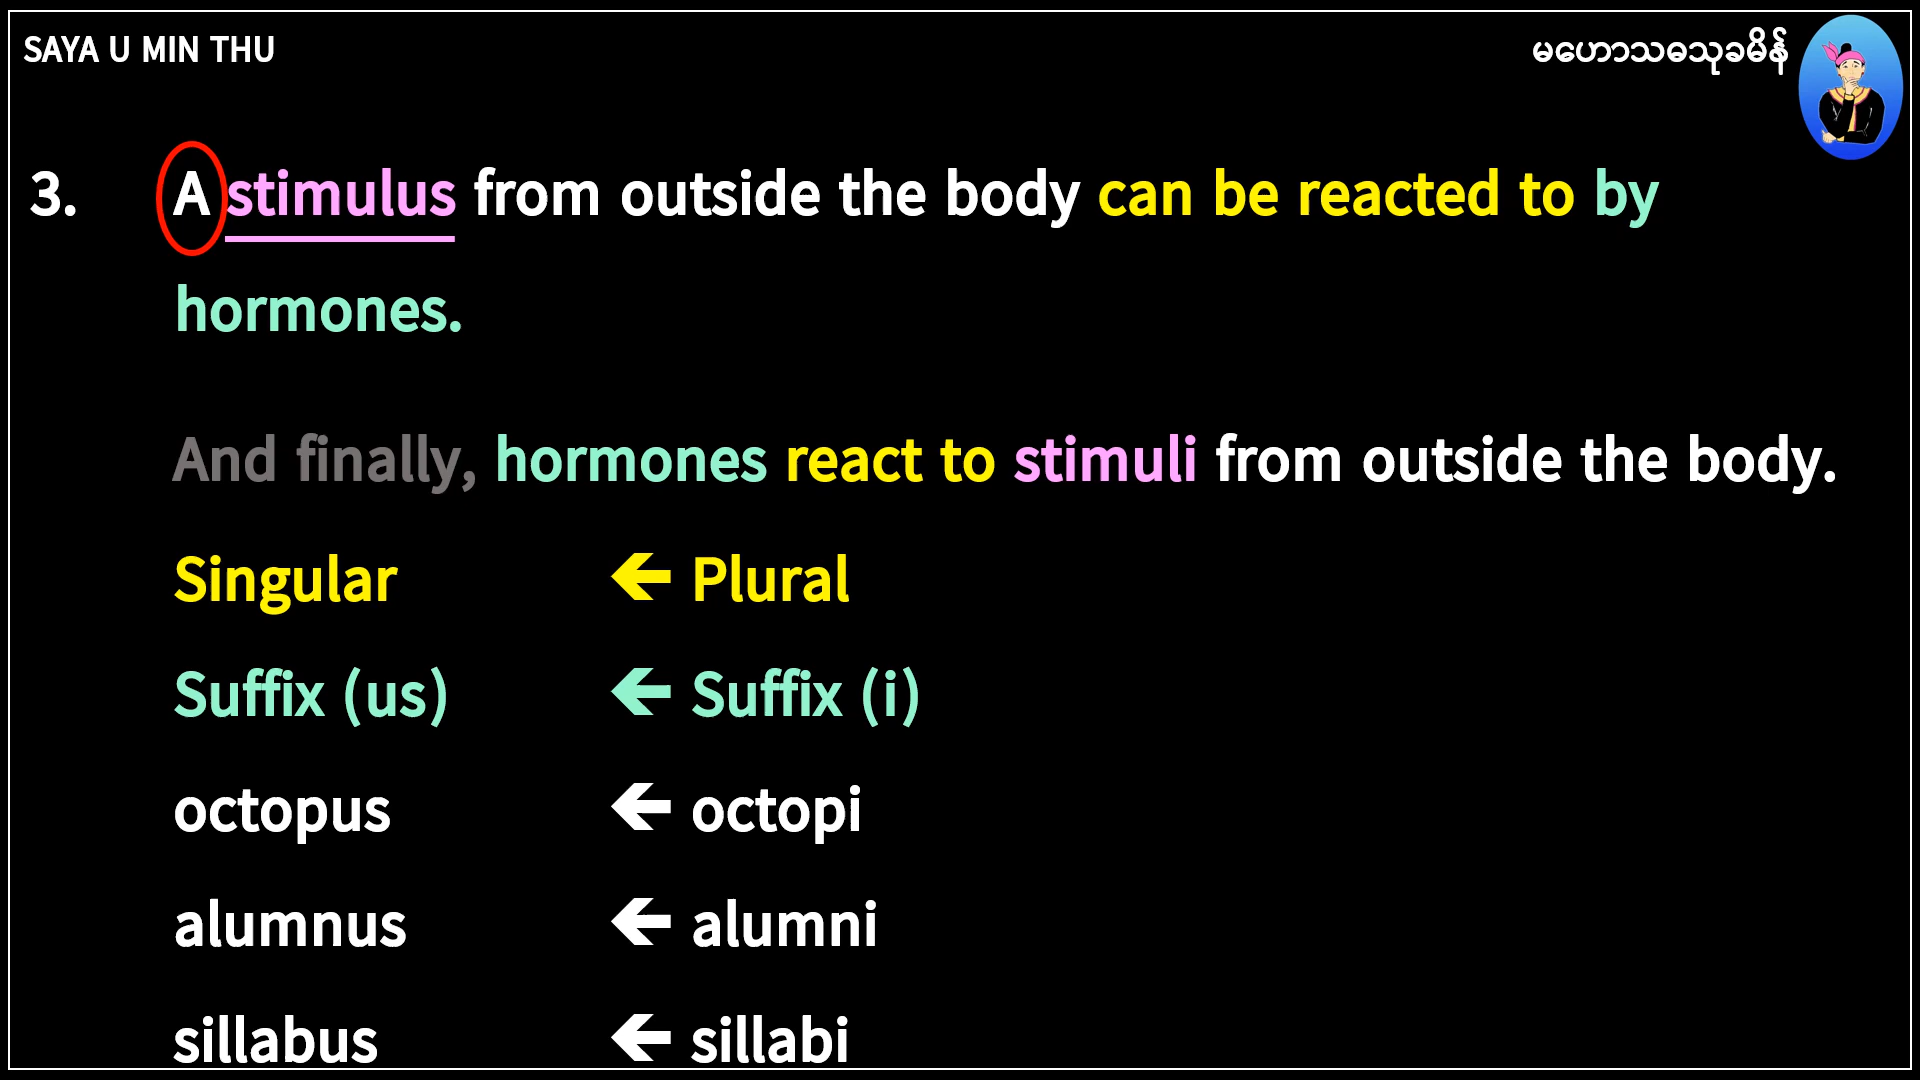 SAYA U MIN THU
မဟောသဓသုခမိန်
3. A stimulus from outside the body can be reacted to by
hormones.
And finally, hormones react to stimuli from outside the body.
Singular ← Plural
Suffix (us) ← Suffix (i)
octopus ← octopi
alumnus ← alumni
sillabus ← sillabi